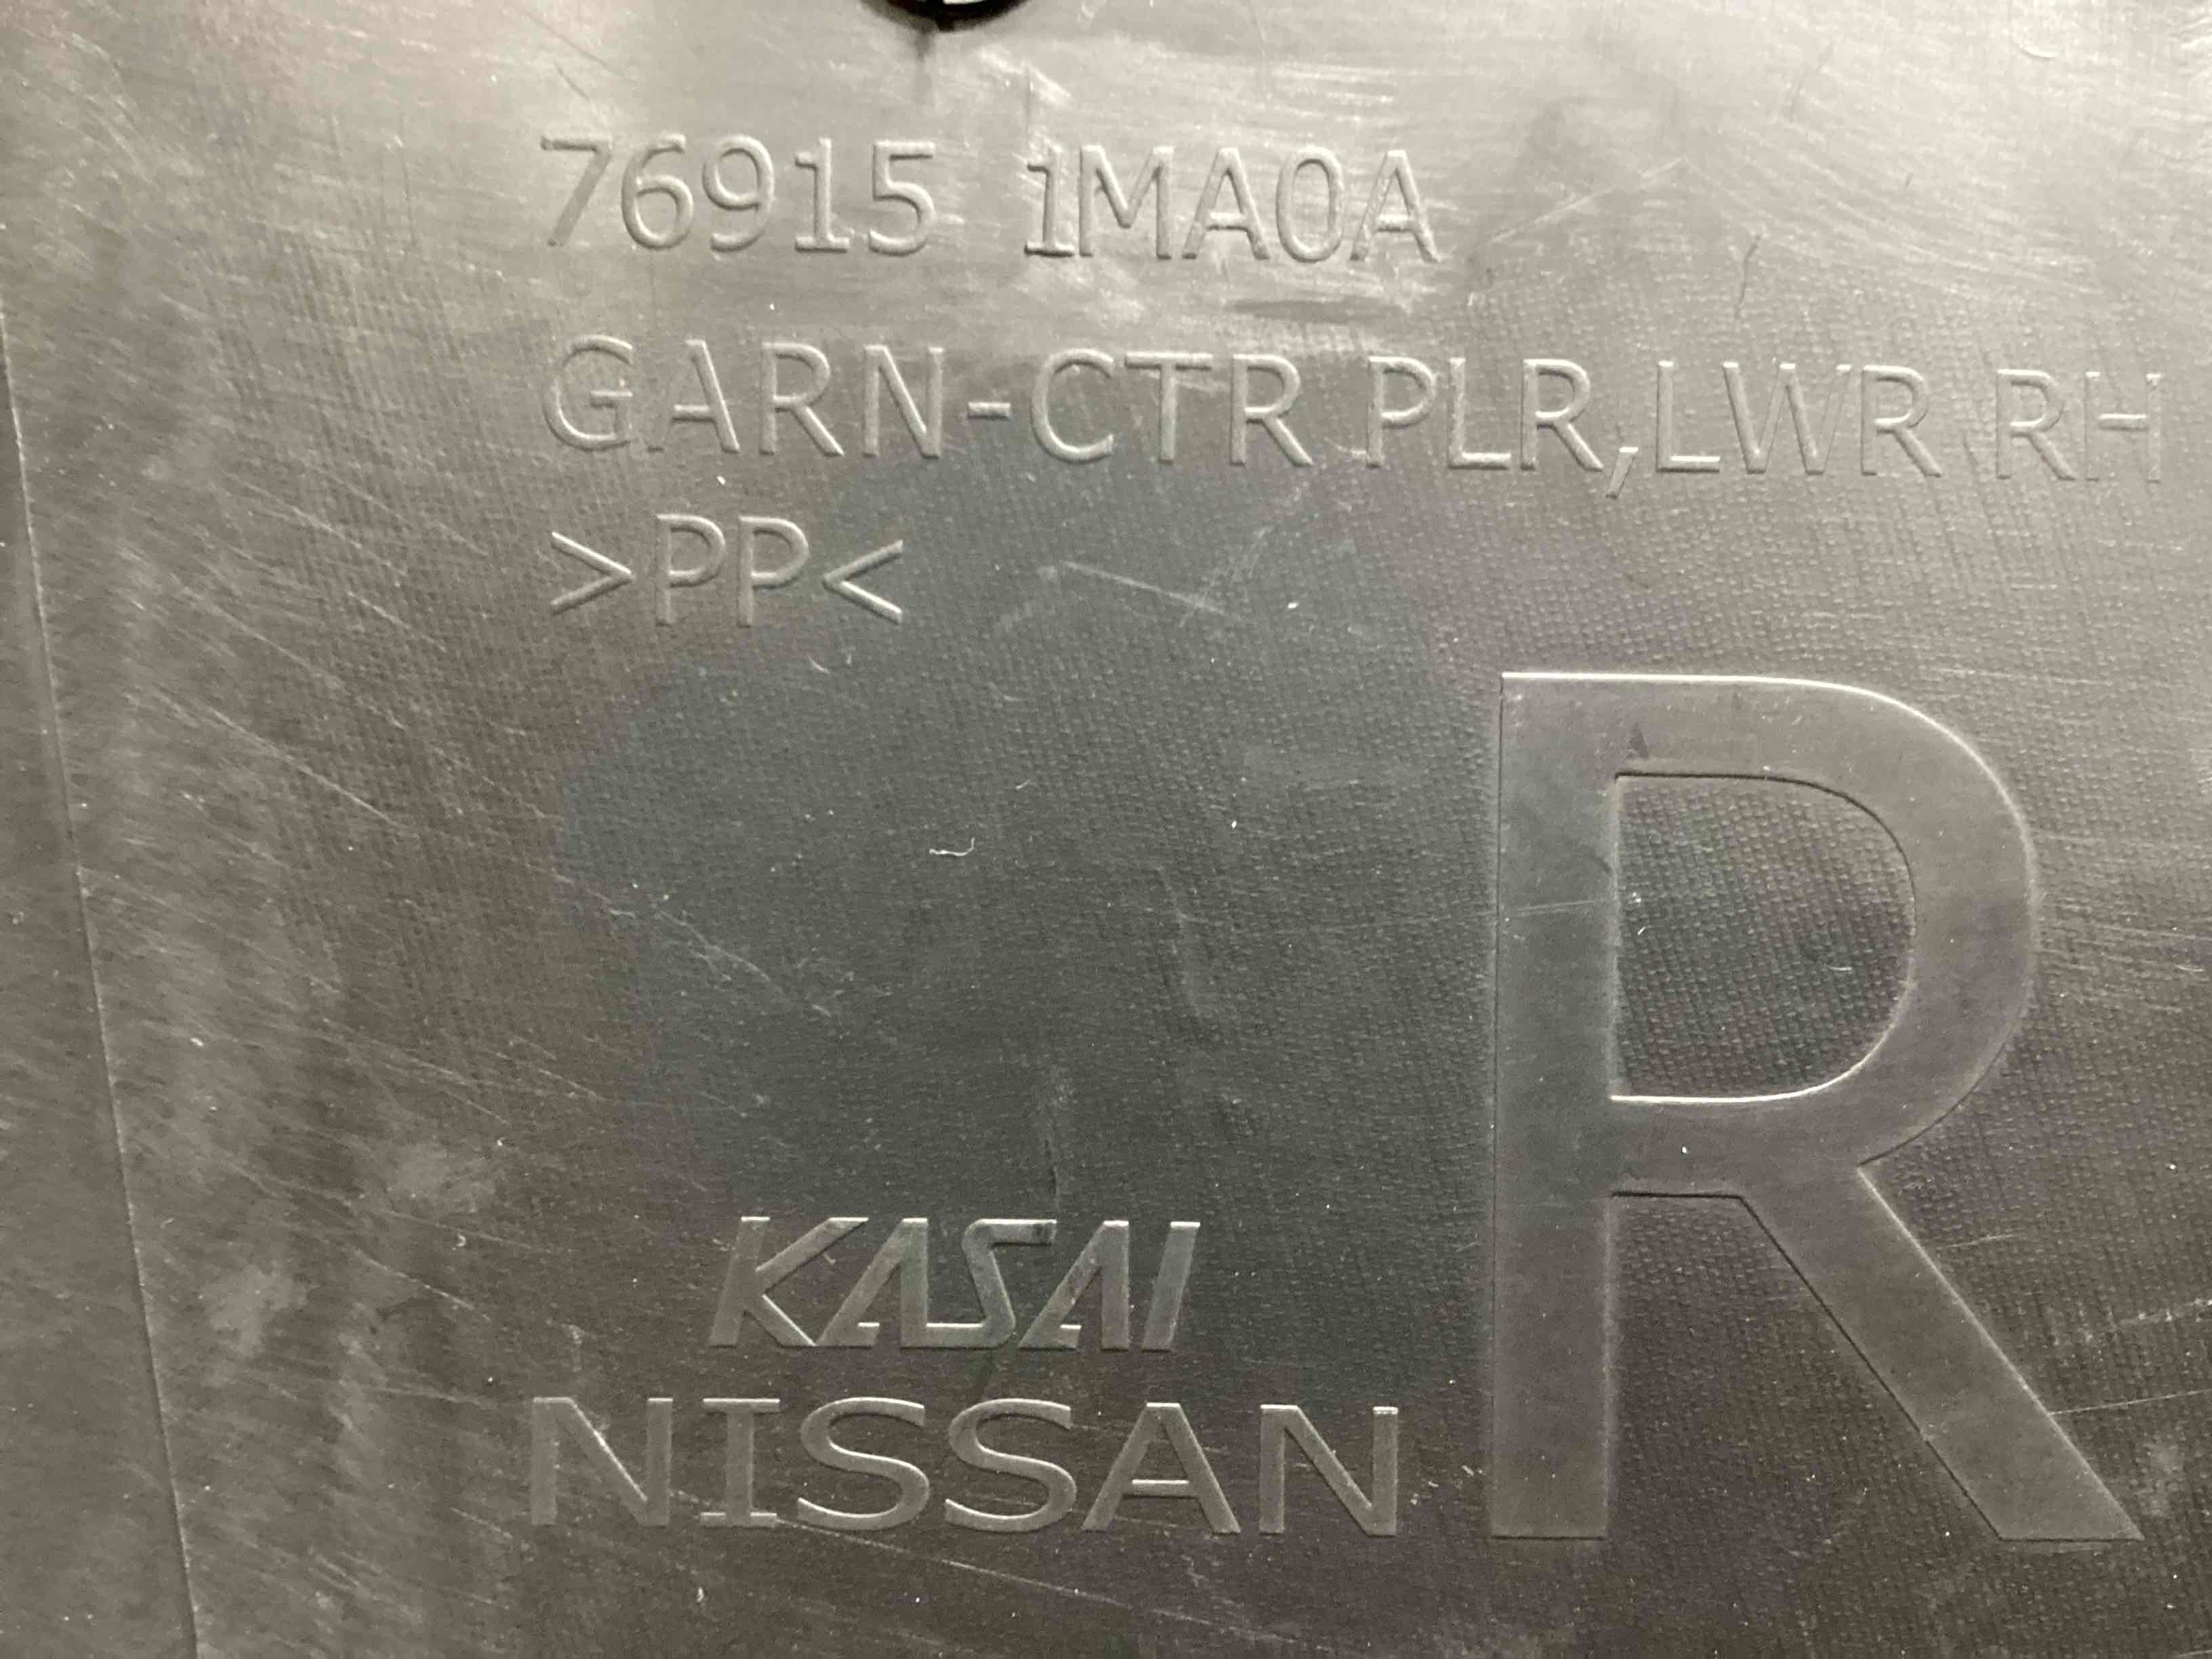 76915 1MA0A
GARN-CTR PLR,LWR RH
>PP<
R
KASAI
NISSAN